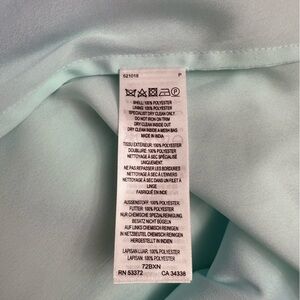 521018 P
SHELL: 100% POLYESTER
LINING: 100% POLYESTER
SPECIALIST DRY CLEAN ONLY
DO NOT IRON ON TRIM
DRY CLEAN INSIDE OUT
DRY CLEAN INSIDE A MESH BAG
MADE IN INDIA
TISSU EXTERIEUR: 100% POLYESTER
DOUBLURE: 100% POLYESTER
NETTOYAGE A SEC SPÉCIALISÉ
UNIQUEMENT
NE PAS REPASSER LES BORDURES
NETTOYAGE À SEC À L'ENVERS
NETTOYAGE À SEC DANS UN FILET À
LINGE
FABRIQUÉ EN INDE
AUSSENSTOFF: 100% POLYESTER
FUTTER: 100% POLYESTER
NUR CHEMISCHE SPEZIALREINIGUNG
BESATZ NICHT BÜGELN
AUF LINKS CHEMISCH REINIGEN
IN NETZBEUTEL CHEMISCH REINIGEN
HERGESTELLT IN INDIEN
LAPISAN LUAR: 100% POLYESTER
LAPISAN: 100% POLYESTER
72BXN
RN 53372 CA 34338